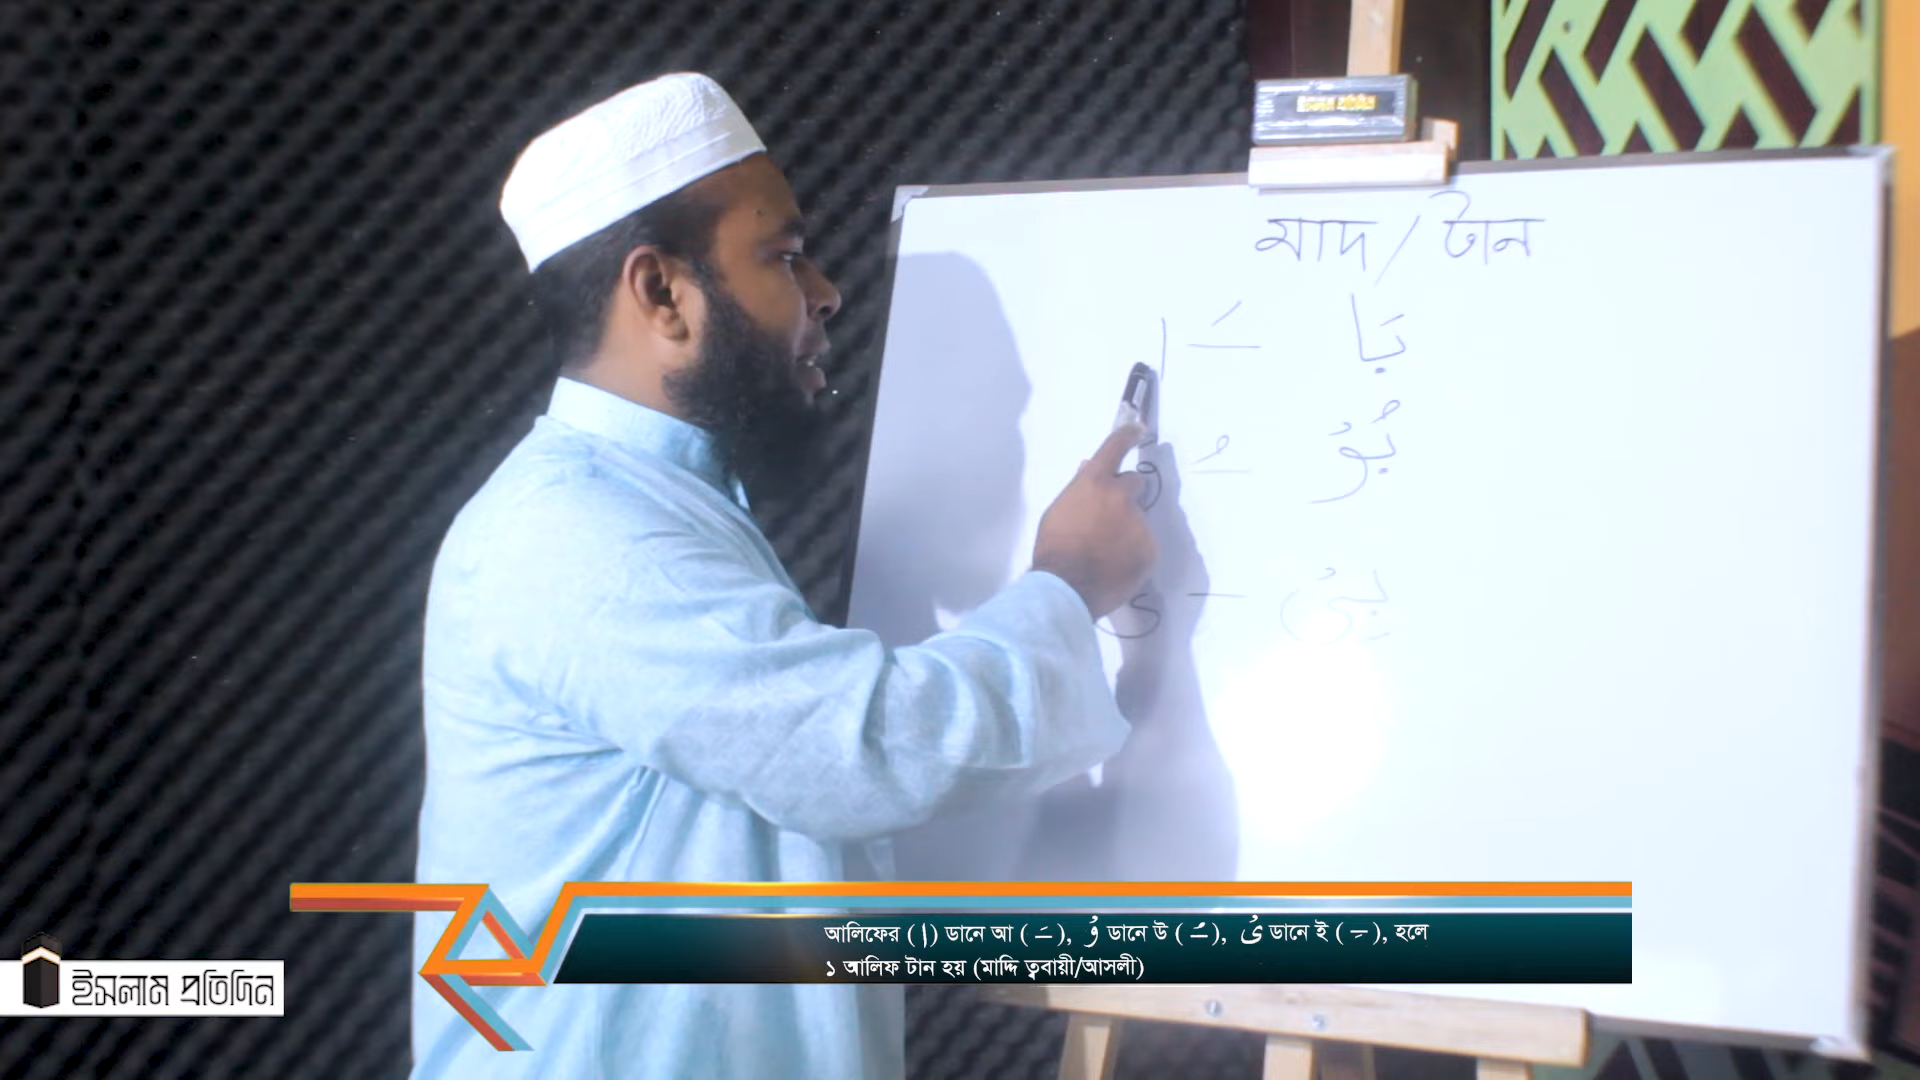 মাদ / টান
ا ـَ بَا
و ـُ بُوْ
ى ـِ بِىْ
আলিফের (ا) ডানে আ (ـَ), وْ ডানে উ (ـُ), ىْ ডানে ই (ـِ), হলে
১ আলিফ টান হয় (মাদ্দি ত্ববায়ী/আসলী)
ইসলাম প্রতিদিন